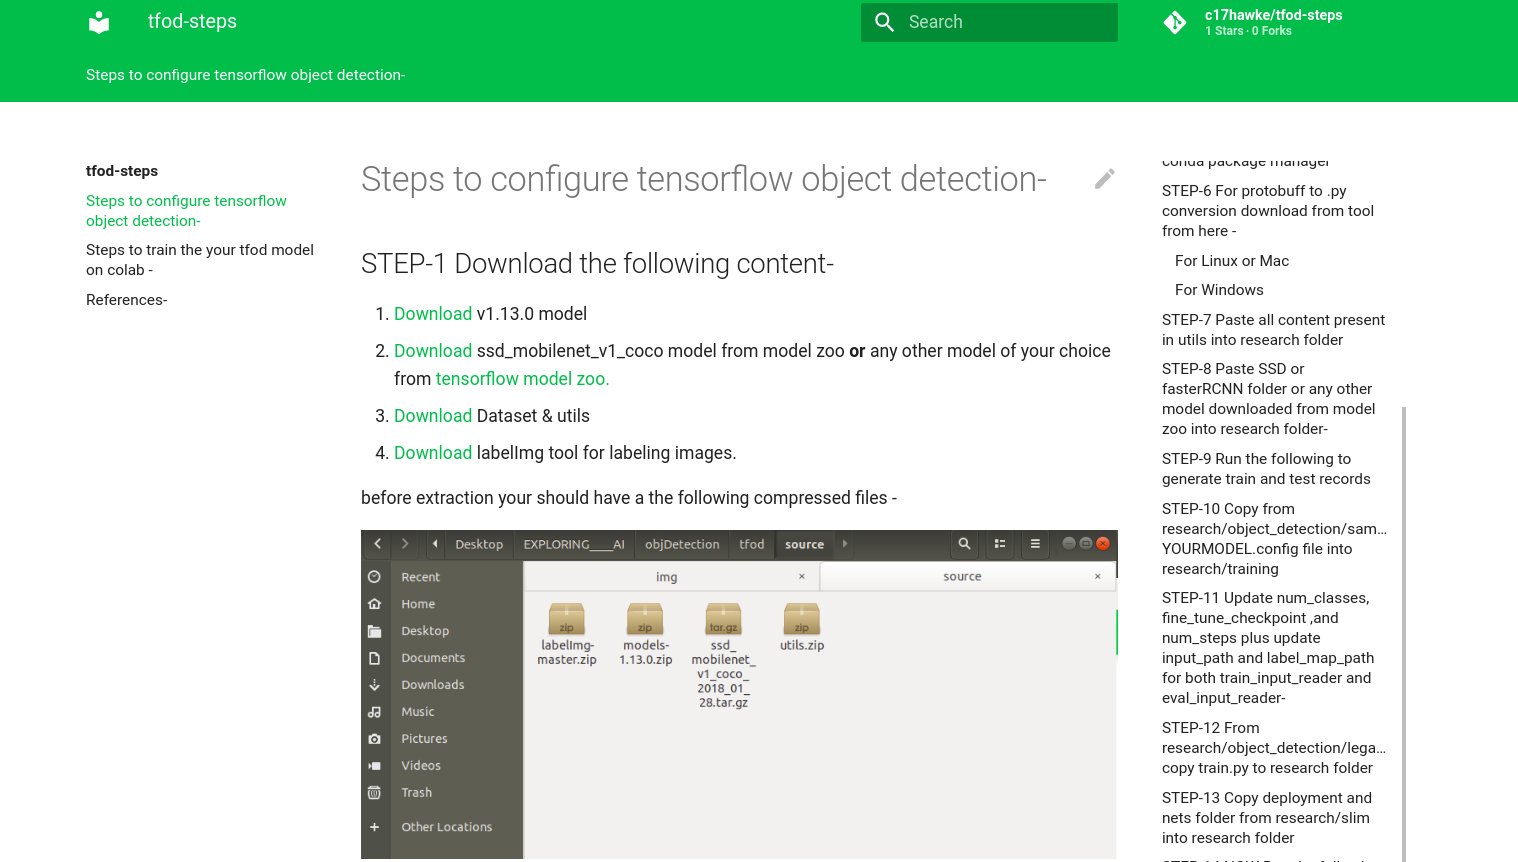 tfod-steps
Search
c17hawke/tfod-steps
1 Stars · 0 Forks
Steps to configure tensorflow object detection-
tfod-steps
Steps to configure tensorflow
object detection-
Steps to train the your tfod model
on colab -
References-
Steps to configure tensorflow object detection-
STEP-1 Download the following content-
1. Download v1.13.0 model
2. Download ssd_mobilenet_v1_coco model from model zoo or any other model of your choice
from tensorflow model zoo.
3. Download Dataset & utils
4. Download labelImg tool for labeling images.
before extraction your should have a the following compressed files -
Desktop EXPLORING____AI objDetection tfod source
Recent
Home
Desktop
Documents
Downloads
Music
Pictures
Videos
Trash
Other Locations
img × source ×
zip zip tar.gz zip
labelImg-
master.zip
models-
1.13.0.zip
ssd_
mobilenet_
v1_coco_
2018_01_
28.tar.gz
utils.zip
conda package manager
STEP-6 For protobuff to .py
conversion download from tool
from here -
For Linux or Mac
For Windows
STEP-7 Paste all content present
in utils into research folder
STEP-8 Paste SSD or
fasterRCNN folder or any other
model downloaded from model
zoo into research folder-
STEP-9 Run the following to
generate train and test records
STEP-10 Copy from
research/object_detection/sam...
YOURMODEL.config file into
research/training
STEP-11 Update num_classes,
fine_tune_checkpoint ,and
num_steps plus update
input_path and label_map_path
for both train_input_reader and
eval_input_reader-
STEP-12 From
research/object_detection/lega...
copy train.py to research folder
STEP-13 Copy deployment and
nets folder from research/slim
into research folder